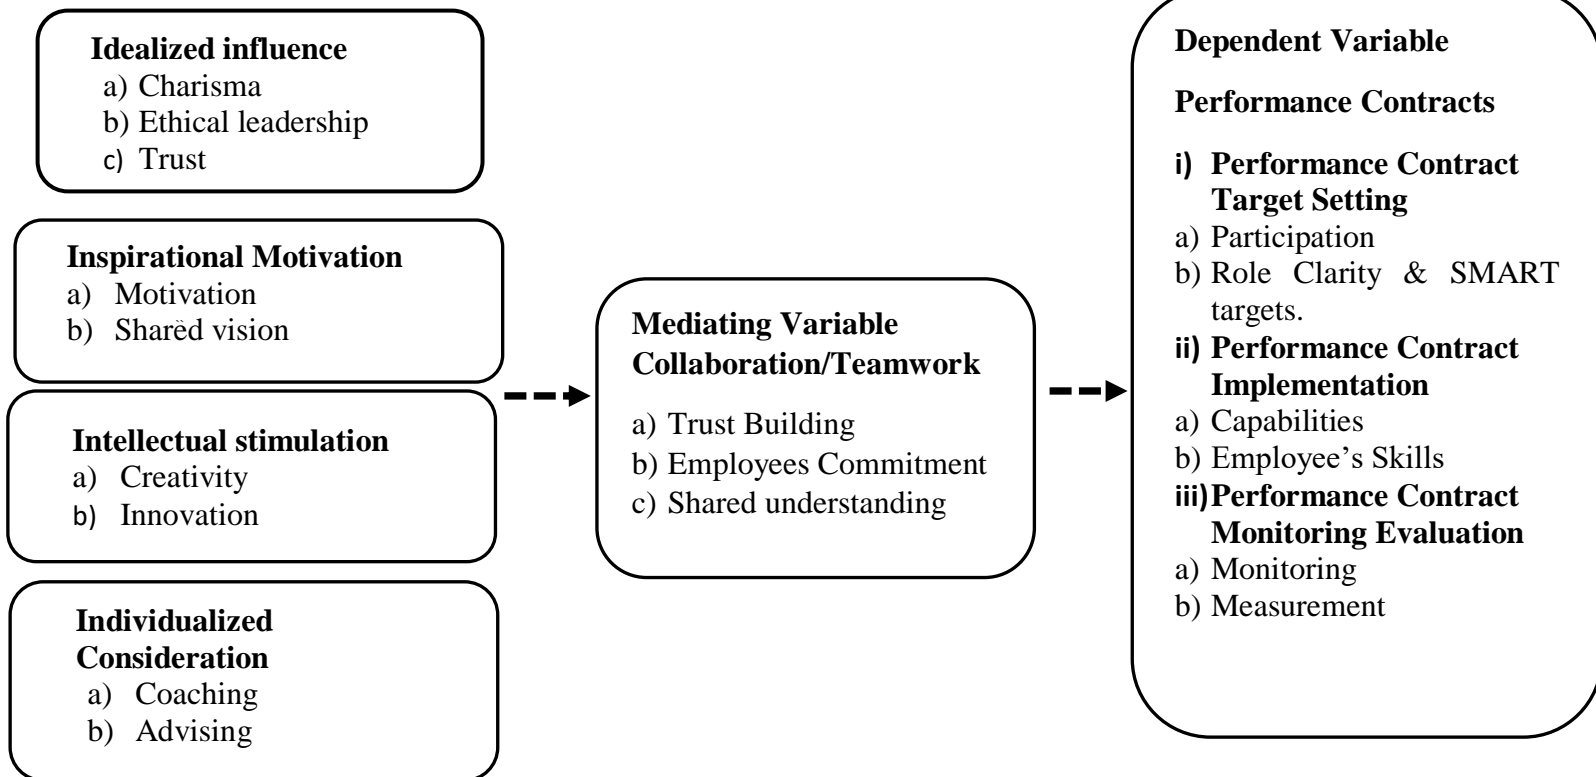 Idealized influence
a) Charisma
b) Ethical leadership
c) Trust
Inspirational Motivation
a) Motivation
b) Shared vision
Intellectual stimulation
a) Creativity
b) Innovation
Individualized
Consideration
a) Coaching
b) Advising
Mediating Variable
Collaboration/Teamwork
a) Trust Building
b) Employees Commitment
c) Shared understanding
Dependent Variable
Performance Contracts
i) Performance Contract
Target Setting
a) Participation
b) Role Clarity & SMART
targets.
ii) Performance Contract
Implementation
a) Capabilities
b) Employee’s Skills
iii) Performance Contract
Monitoring Evaluation
a) Monitoring
b) Measurement